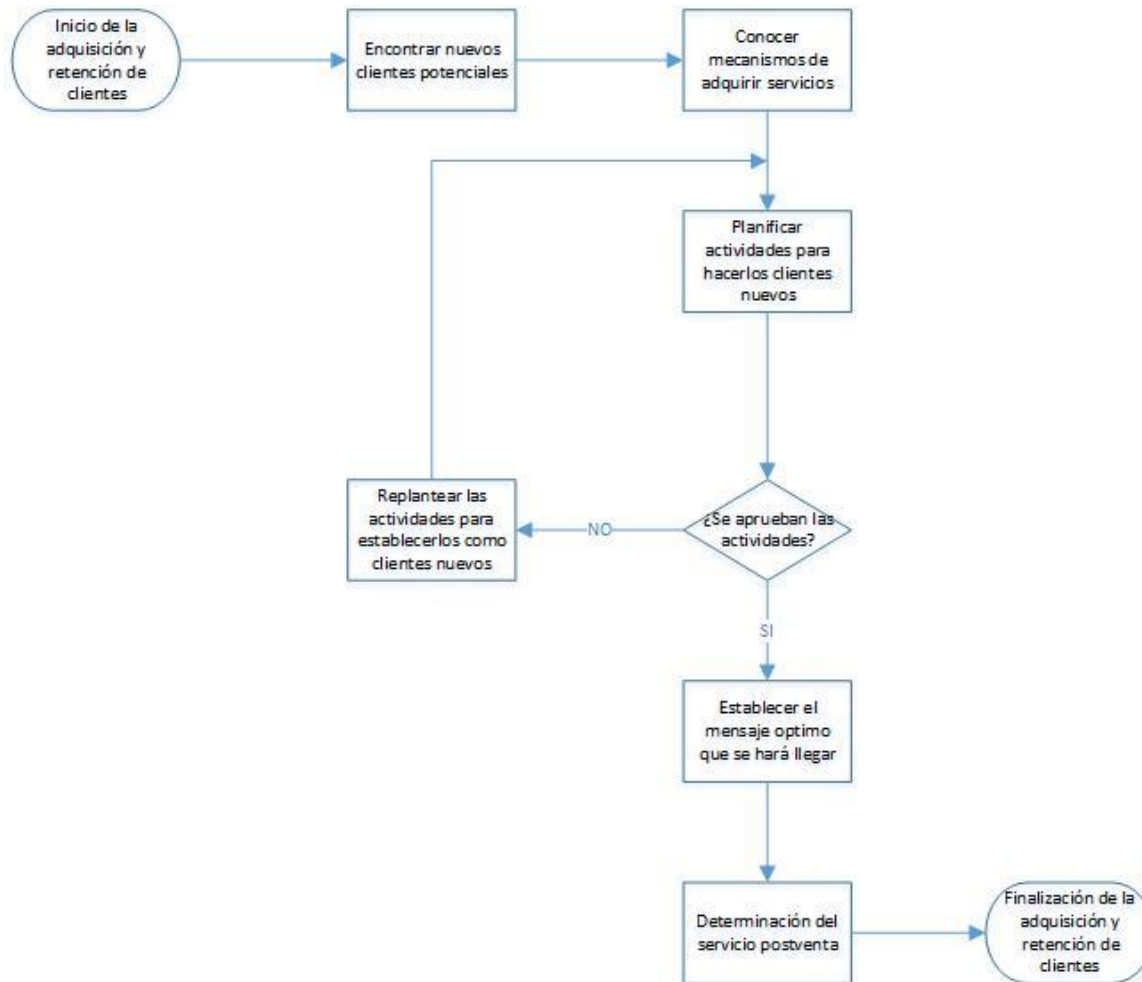 Inicio de la
adquisición y
retención de
clientes
Encontrar nuevos
clientes potenciales
Conocer
mecanismos de
adquirir servicios
Planificar
actividades para
hacerlos clientes
nuevos
Replantear las
actividades para
establecerlos como
clientes nuevos
NO
¿Se aprueban las
actividades?
SI
Establecer el
mensaje optimo
que se hará llegar
Determinación del
servicio postventa
Finalización de la
adquisición y
retención de
clientes